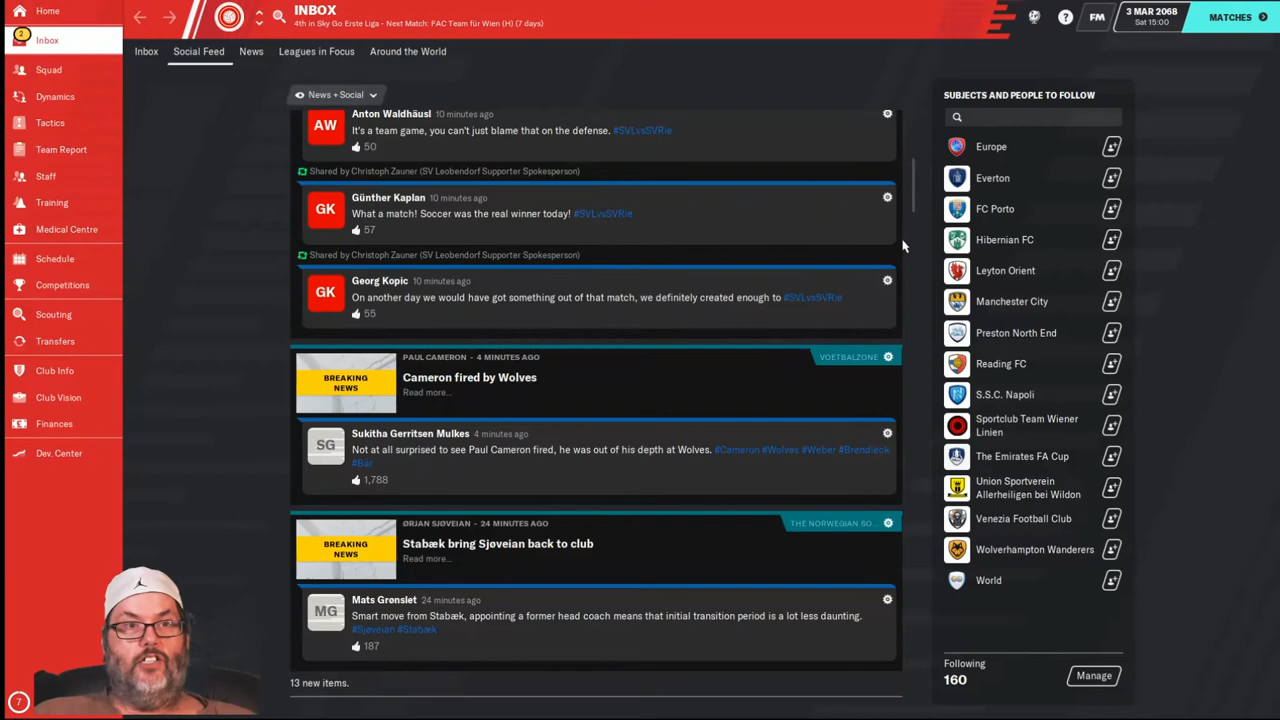 Home
INBOX
4th in Sky Go Erste Liga - Next Match: FAC Team für Wien (H) (7 days)
FM
3 MAR 2068
Sat 15:00
MATCHES
2
Inbox
Squad
Dynamics
Tactics
Team Report
Staff
Training
Medical Centre
Schedule
Competitions
Scouting
Transfers
Club Info
Club Vision
Finances
Dev. Center
7
Inbox
Social Feed
News
Leagues in Focus
Around the World
News + Social
AW
Anton Waldhäusl 10 minutes ago
It's a team game, you can't just blame that on the defense. #SVLvsSVRie
50
Shared by Christoph Zauner (SV Leobendorf Supporter Spokesperson)
GK
Günther Kaplan 10 minutes ago
What a match! Soccer was the real winner today! #SVLvsSVRie
57
Shared by Christoph Zauner (SV Leobendorf Supporter Spokesperson)
GK
Georg Kopic 10 minutes ago
On another day we would have got something out of that match, we definitely created enough to #SVLvsSVRie
55
BREAKING
NEWS
PAUL CAMERON - 4 MINUTES AGO
VOETBALZONE
Cameron fired by Wolves
Read more...
SG
Sukitha Gerritsen Mulkes 4 minutes ago
Not at all surprised to see Paul Cameron fired, he was out of his depth at Wolves. #Cameron #Wolves #Weber #Brendieck
#Bär
1,788
BREAKING
NEWS
ØRJAN SJØVEIAN - 24 MINUTES AGO
THE NORWEGIAN SO...
Stabæk bring Sjøveian back to club
Read more...
MG
Mats Grønslet 24 minutes ago
Smart move from Stabæk, appointing a former head coach means that initial transition period is a lot less daunting.
#Sjøveian #Stabæk
187
13 new items.
SUBJECTS AND PEOPLE TO FOLLOW
Europe
Everton
FC Porto
Hibernian FC
Leyton Orient
Manchester City
Preston North End
Reading FC
S.S.C. Napoli
Sportclub Team Wiener
Linien
The Emirates FA Cup
Union Sportverein
Allerheiligen bei Wildon
Venezia Football Club
Wolverhampton Wanderers
World
Following
160
Manage